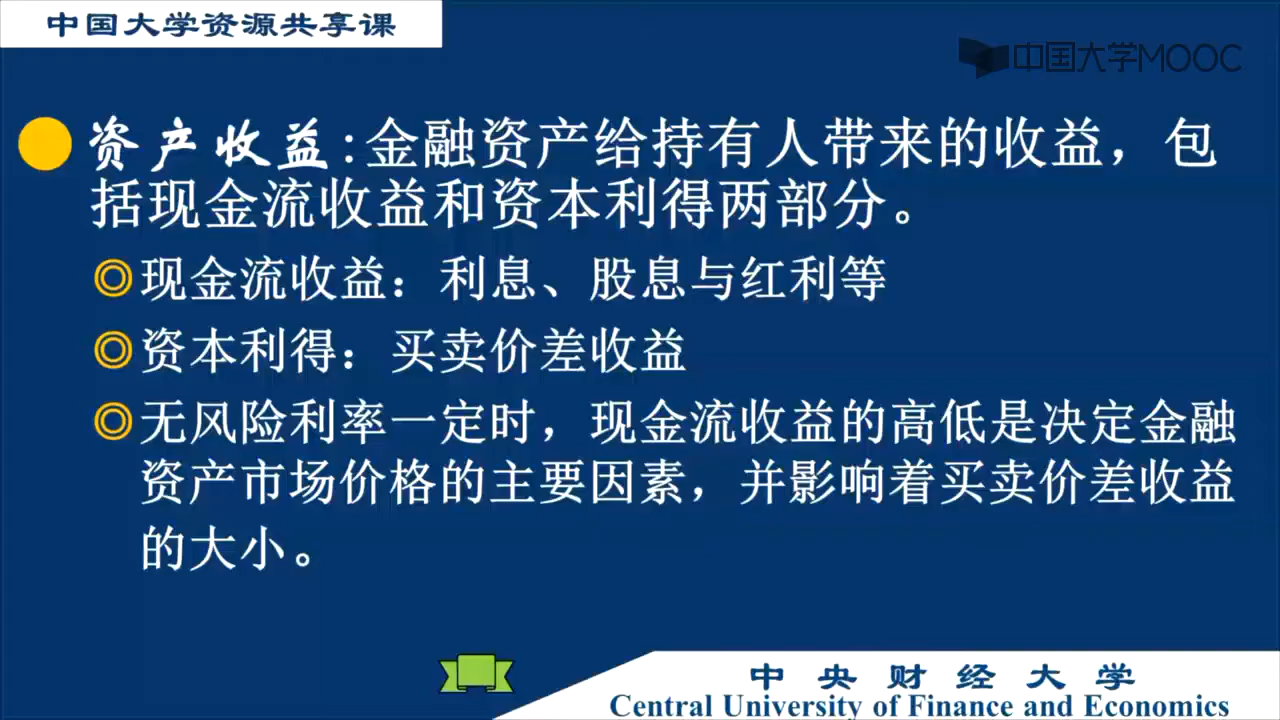 中国大学资源共享课
中国大学MOOC
资产收益:金融资产给持有人带来的收益，包
括现金流收益和资本利得两部分。
现金流收益：利息、股息与红利等
资本利得：买卖价差收益
无风险利率一定时，现金流收益的高低是决定金融
资产市场价格的主要因素，并影响着买卖价差收益
的大小。
中央财经大学
Central University of Finance and Economics